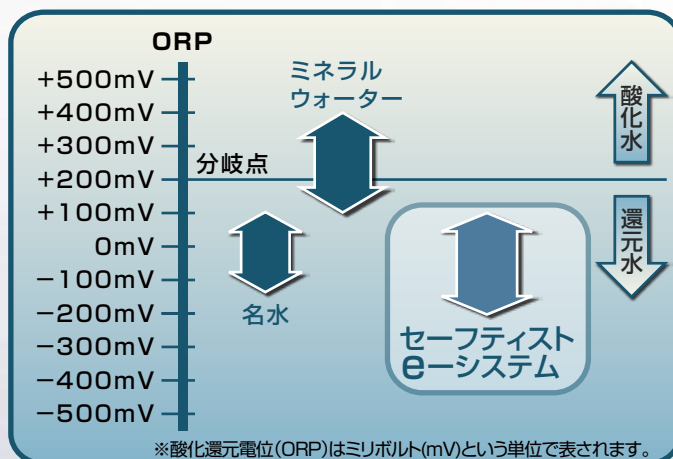 ORP
+500mV
+400mV
+300mV
+200mV
+100mV
0mV
−100mV
−200mV
−300mV
−400mV
−500mV
分岐点
ミネラル
ウォーター
名水
セーフティスト
eーシステム
酸化水
還元水
※酸化還元電位(ORP)はミリボルト(mV)という単位で表されます。